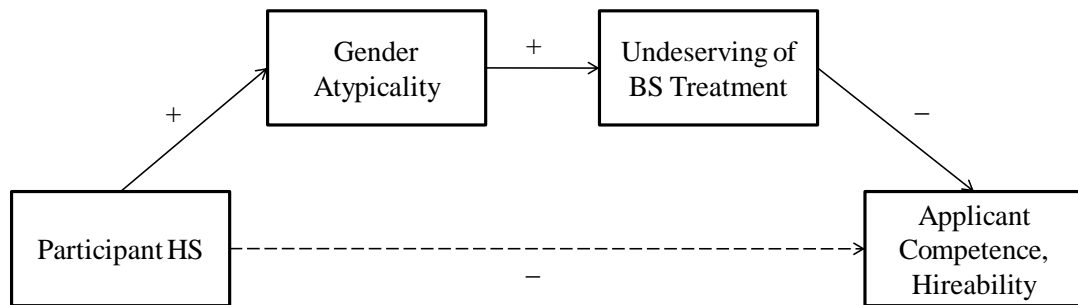 Gender
Atypicality
+
Undeserving of
BS Treatment
+
−
Participant HS
−
Applicant
Competence,
Hireability